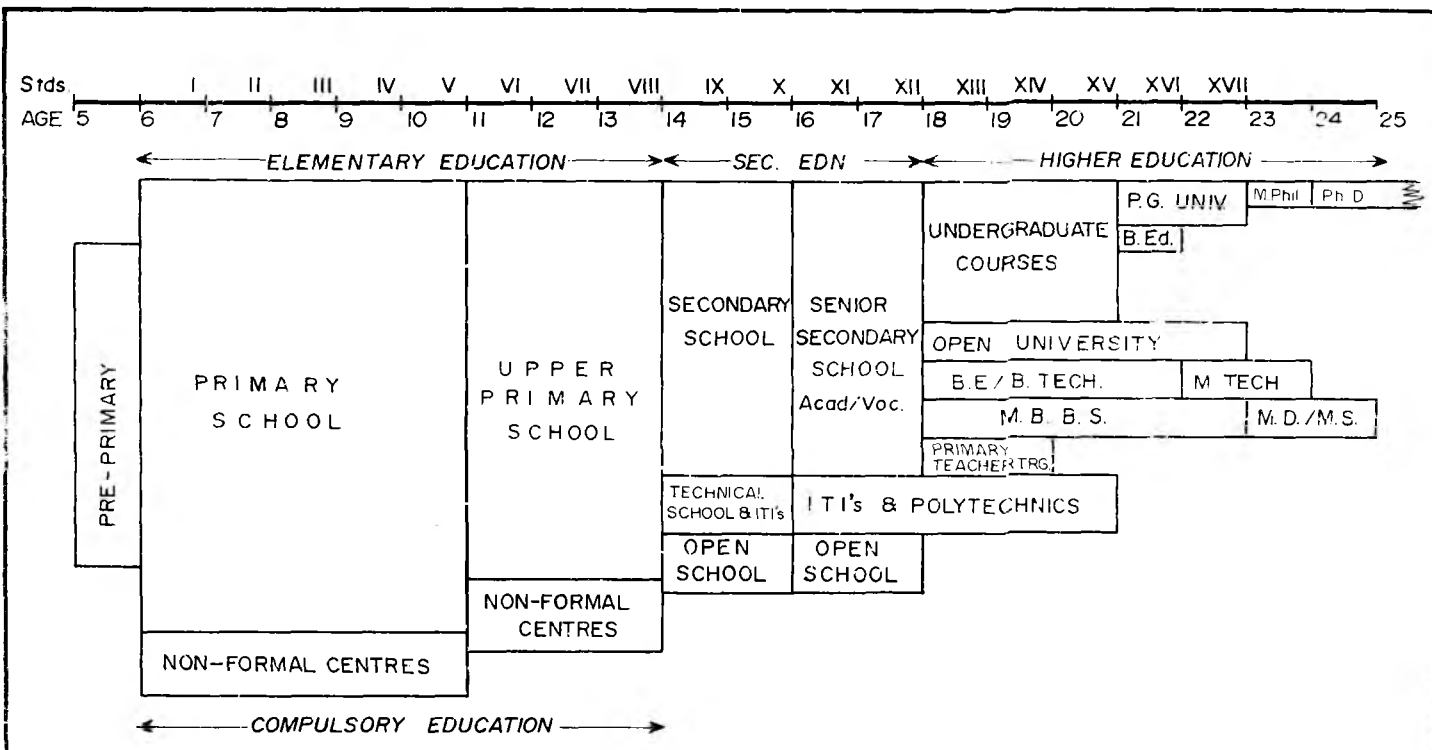 Stds. I II III IV V VI VII VIII IX X XI XII XIII XIV XV XVI XVII
AGE 5 6 7 8 9 10 11 12 13 14 15 16 17 18 19 20 21 22 23 24 25
ELEMENTARY EDUCATION SEC. EDN HIGHER EDUCATION
PRE-PRIMARY
PRIMARY
SCHOOL
NON-FORMAL CENTRES
UPPER
PRIMARY
SCHOOL
NON-FORMAL
CENTRES
SECONDARY
SCHOOL
TECHNICAL
SCHOOL & ITI's
OPEN
SCHOOL
SENIOR
SECONDARY
SCHOOL
Acad/Voc.
ITI's & POLYTECHNICS
OPEN
SCHOOL
UNDERGRADUATE
COURSES
P.G. UNIV.
M.Phil
Ph D
B.Ed.
OPEN UNIVERSITY
B.E / B. TECH.
M TECH
M. B. B. S.
M.D./M.S.
PRIMARY
TEACHER TRG.
COMPULSORY EDUCATION